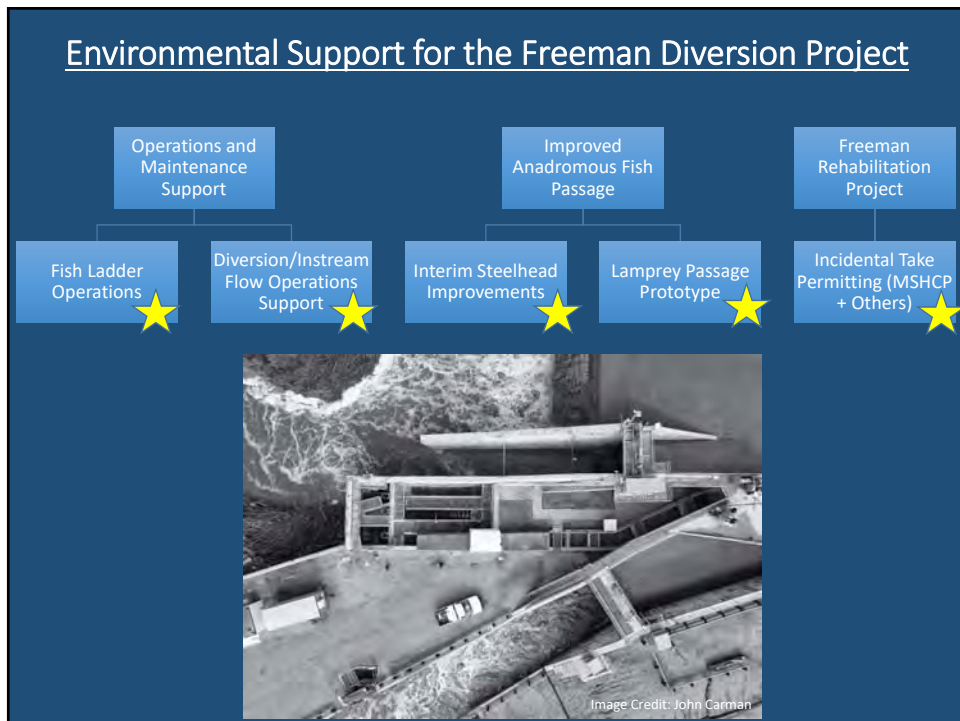 Environmental Support for the Freeman Diversion Project
Operations and
Maintenance
Support
Improved
Anadromous Fish
Passage
Freeman
Rehabilitation
Project
Fish Ladder
Operations
Diversion/Instream
Flow Operations
Support
Interim Steelhead
Improvements
Lamprey Passage
Prototype
Incidental Take
Permitting (MSHCP
+ Others)
Image Credit: John Carman